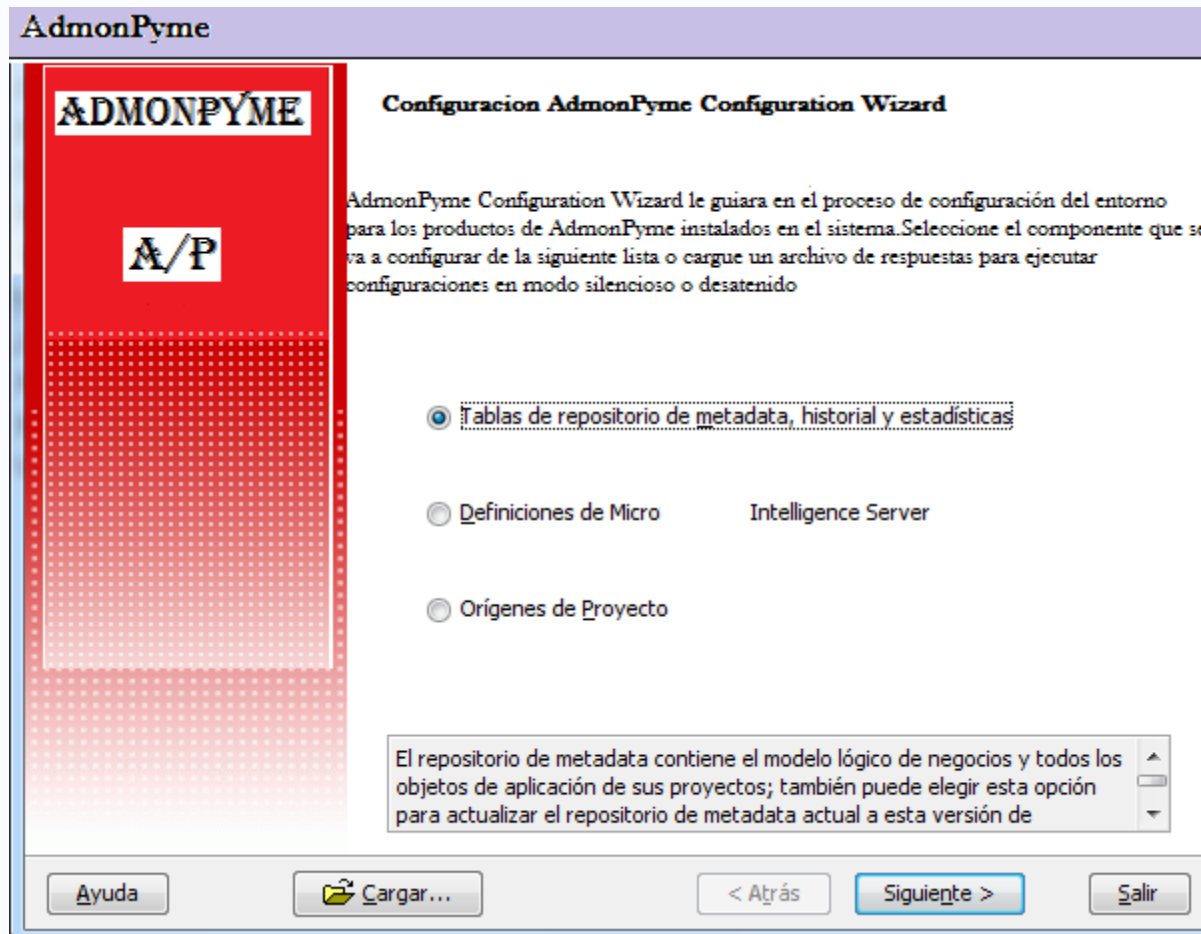 AdmonPyme
ADMONPYME
A/P
Configuracion AdmonPyme Configuration Wizard
AdmonPyme Configuration Wizard le guiara en el proceso de configuración del entorno
para los productos de AdmonPyme instalados en el sistema.Seleccione el componente que se
va a configurar de la siguiente lista o cargue un archivo de respuestas para ejecutar
configuraciones en modo silencioso o desatenido
Tablas de repositorio de metadata, historial y estadísticas
Definiciones de Micro Intelligence Server
Orígenes de Proyecto
El repositorio de metadata contiene el modelo lógico de negocios y todos los
objetos de aplicación de sus proyectos; también puede elegir esta opción
para actualizar el repositorio de metadata actual a esta versión de
Ayuda
Cargar...
< Atrás
Siguiente >
Salir